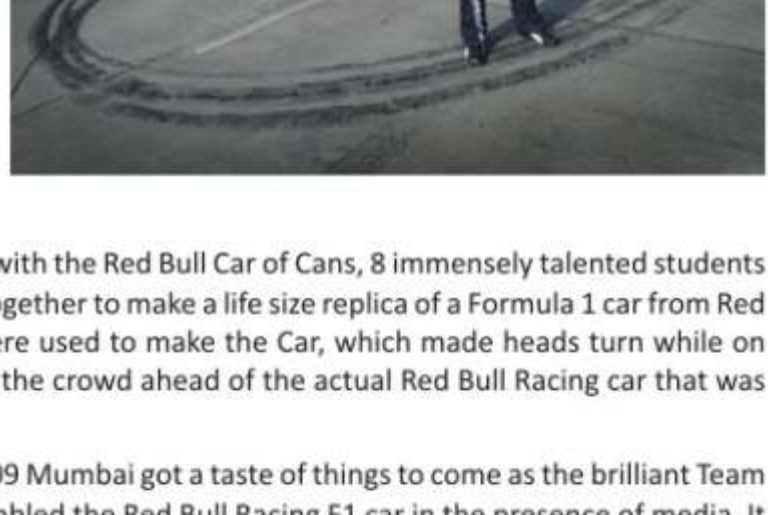 with the Red Bull Car of Cans, 8 immensely talented students
ogether to make a life size replica of a Formula 1 car from Red
ere used to make the Car, which made heads turn while on
the crowd ahead of the actual Red Bull Racing car that was
09 Mumbai got a taste of things to come as the brilliant Team
mbled the Red Bull Racing F1 car in the presence of media. It